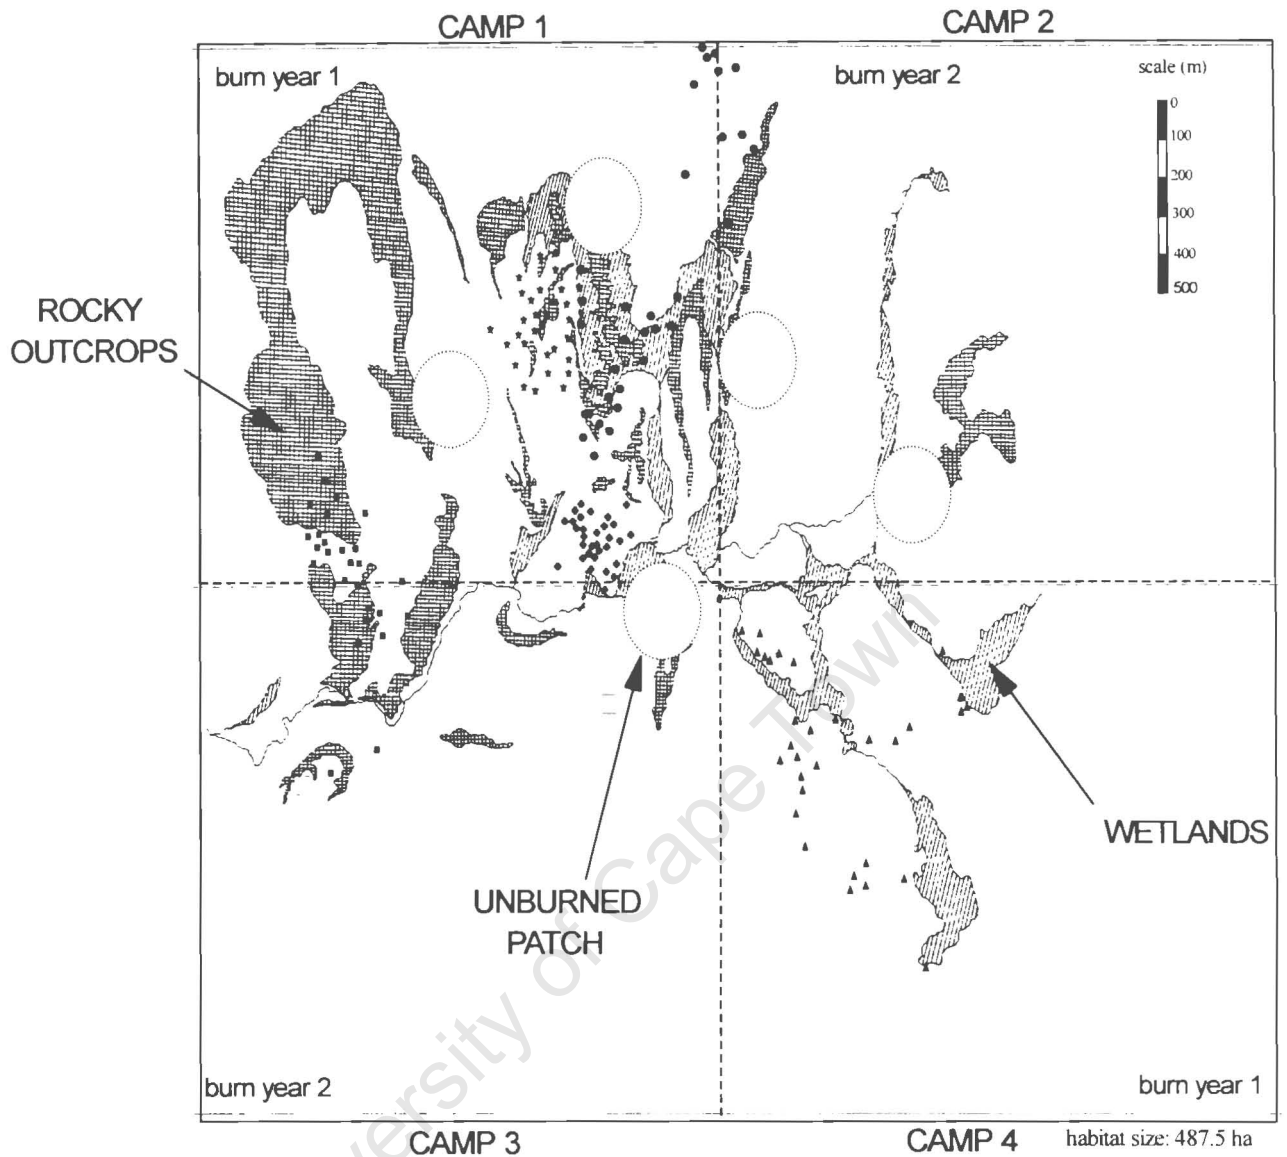 CAMP 1
CAMP 2
burn year 1
burn year 2
scale (m)
0
100
200
300
400
500
ROCKY
OUTCROPS
WETLANDS
UNBURNED
PATCH
University of Cape Town
burn year 2
burn year 1
CAMP 3
CAMP 4
habitat size: 487.5 ha